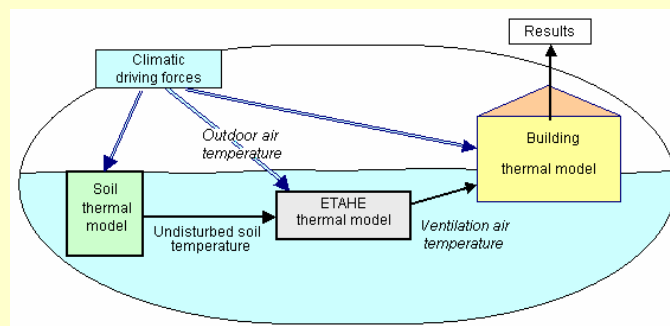 Results
Climatic
driving forces
Outdoor air
temperature
Building
thermal model
Soil
thermal
model
ETAHE
thermal model
Undisturbed soil
temperature
Ventilation air
temperature